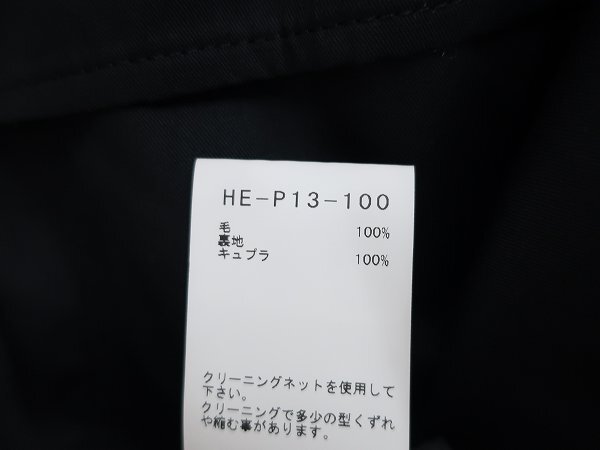 HE-P13-100
毛 100%
裏地
キュプラ 100%
クリーニングネットを使用して
下さい。
クリーニングで多少の型くずれ
や縮む事があります。